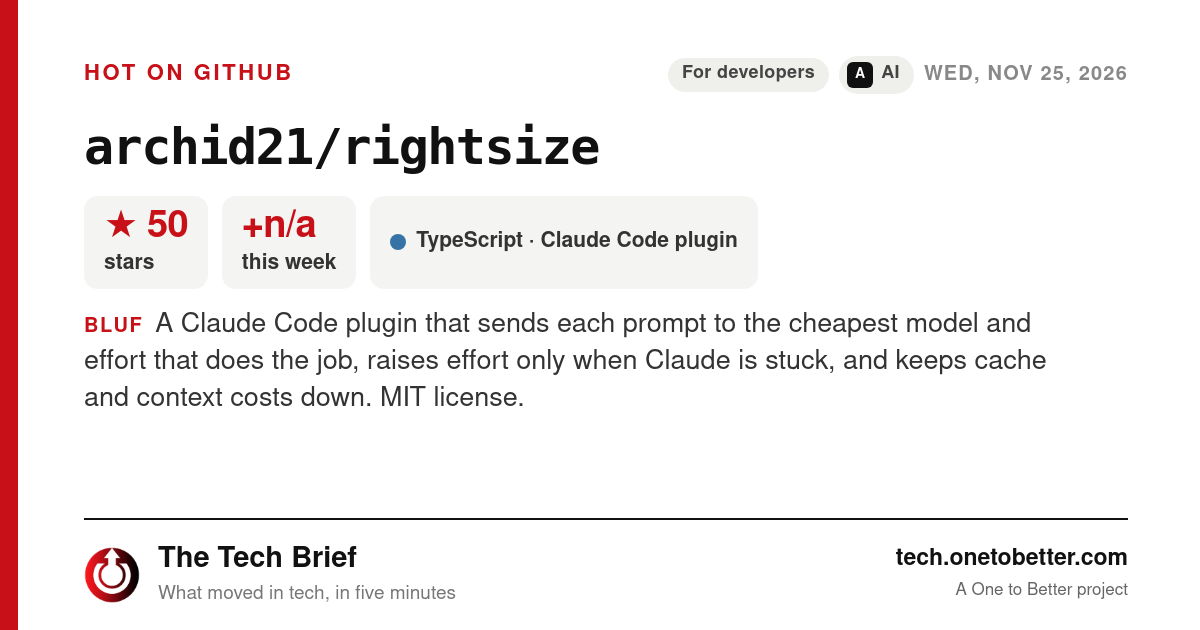 HOT ON GITHUB
For developers
A AI
WED, NOV 25, 2026
archid21/rightsize
★ 50
stars
+n/a
this week
TypeScript · Claude Code plugin
BLUF A Claude Code plugin that sends each prompt to the cheapest model and
effort that does the job, raises effort only when Claude is stuck, and keeps cache
and context costs down. MIT license.
The Tech Brief
What moved in tech, in five minutes
tech.onetobetter.com
A One to Better project